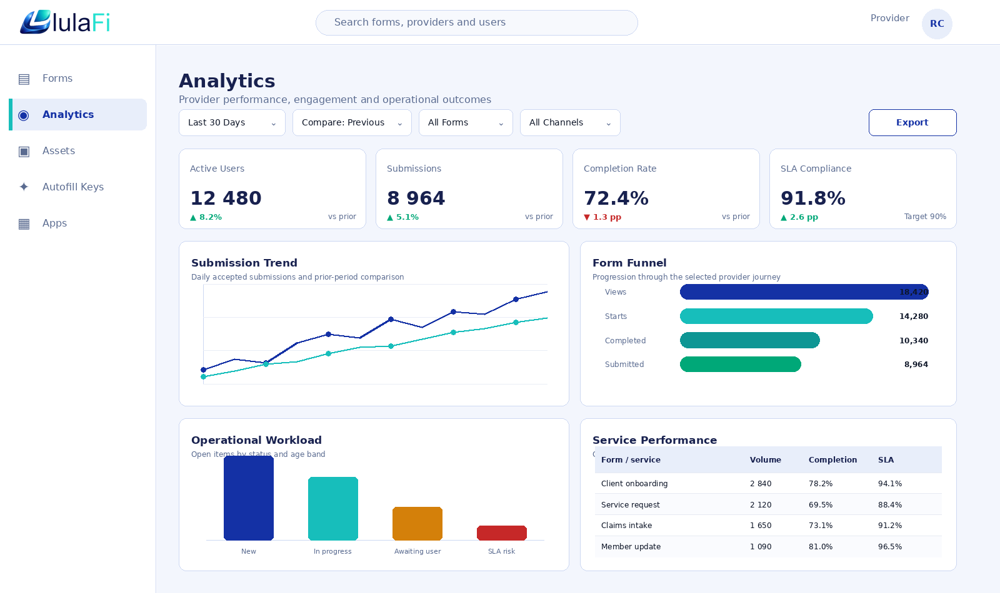 lulaFi
Search forms, providers and users
Provider
RC
Forms
Analytics
Assets
Autofill Keys
Apps
Analytics
Provider performance, engagement and operational outcomes
Last 30 Days
Compare: Previous
All Forms
All Channels
Export
Active Users
12 480
▲ 8.2%
vs prior
Submissions
8 964
▲ 5.1%
vs prior
Completion Rate
72.4%
▼ 1.3 pp
vs prior
SLA Compliance
91.8%
▲ 2.6 pp
Target 90%
Submission Trend
Daily accepted submissions and prior-period comparison
Form Funnel
Progression through the selected provider journey
Views 18,420
Starts 14,280
Completed 10,340
Submitted 8,964
Operational Workload
Open items by status and age band
New
In progress
Awaiting user
SLA risk
Service Performance
Form / service Volume Completion SLA
Client onboarding 2 840 78.2% 94.1%
Service request 2 120 69.5% 88.4%
Claims intake 1 650 73.1% 91.2%
Member update 1 090 81.0% 96.5%